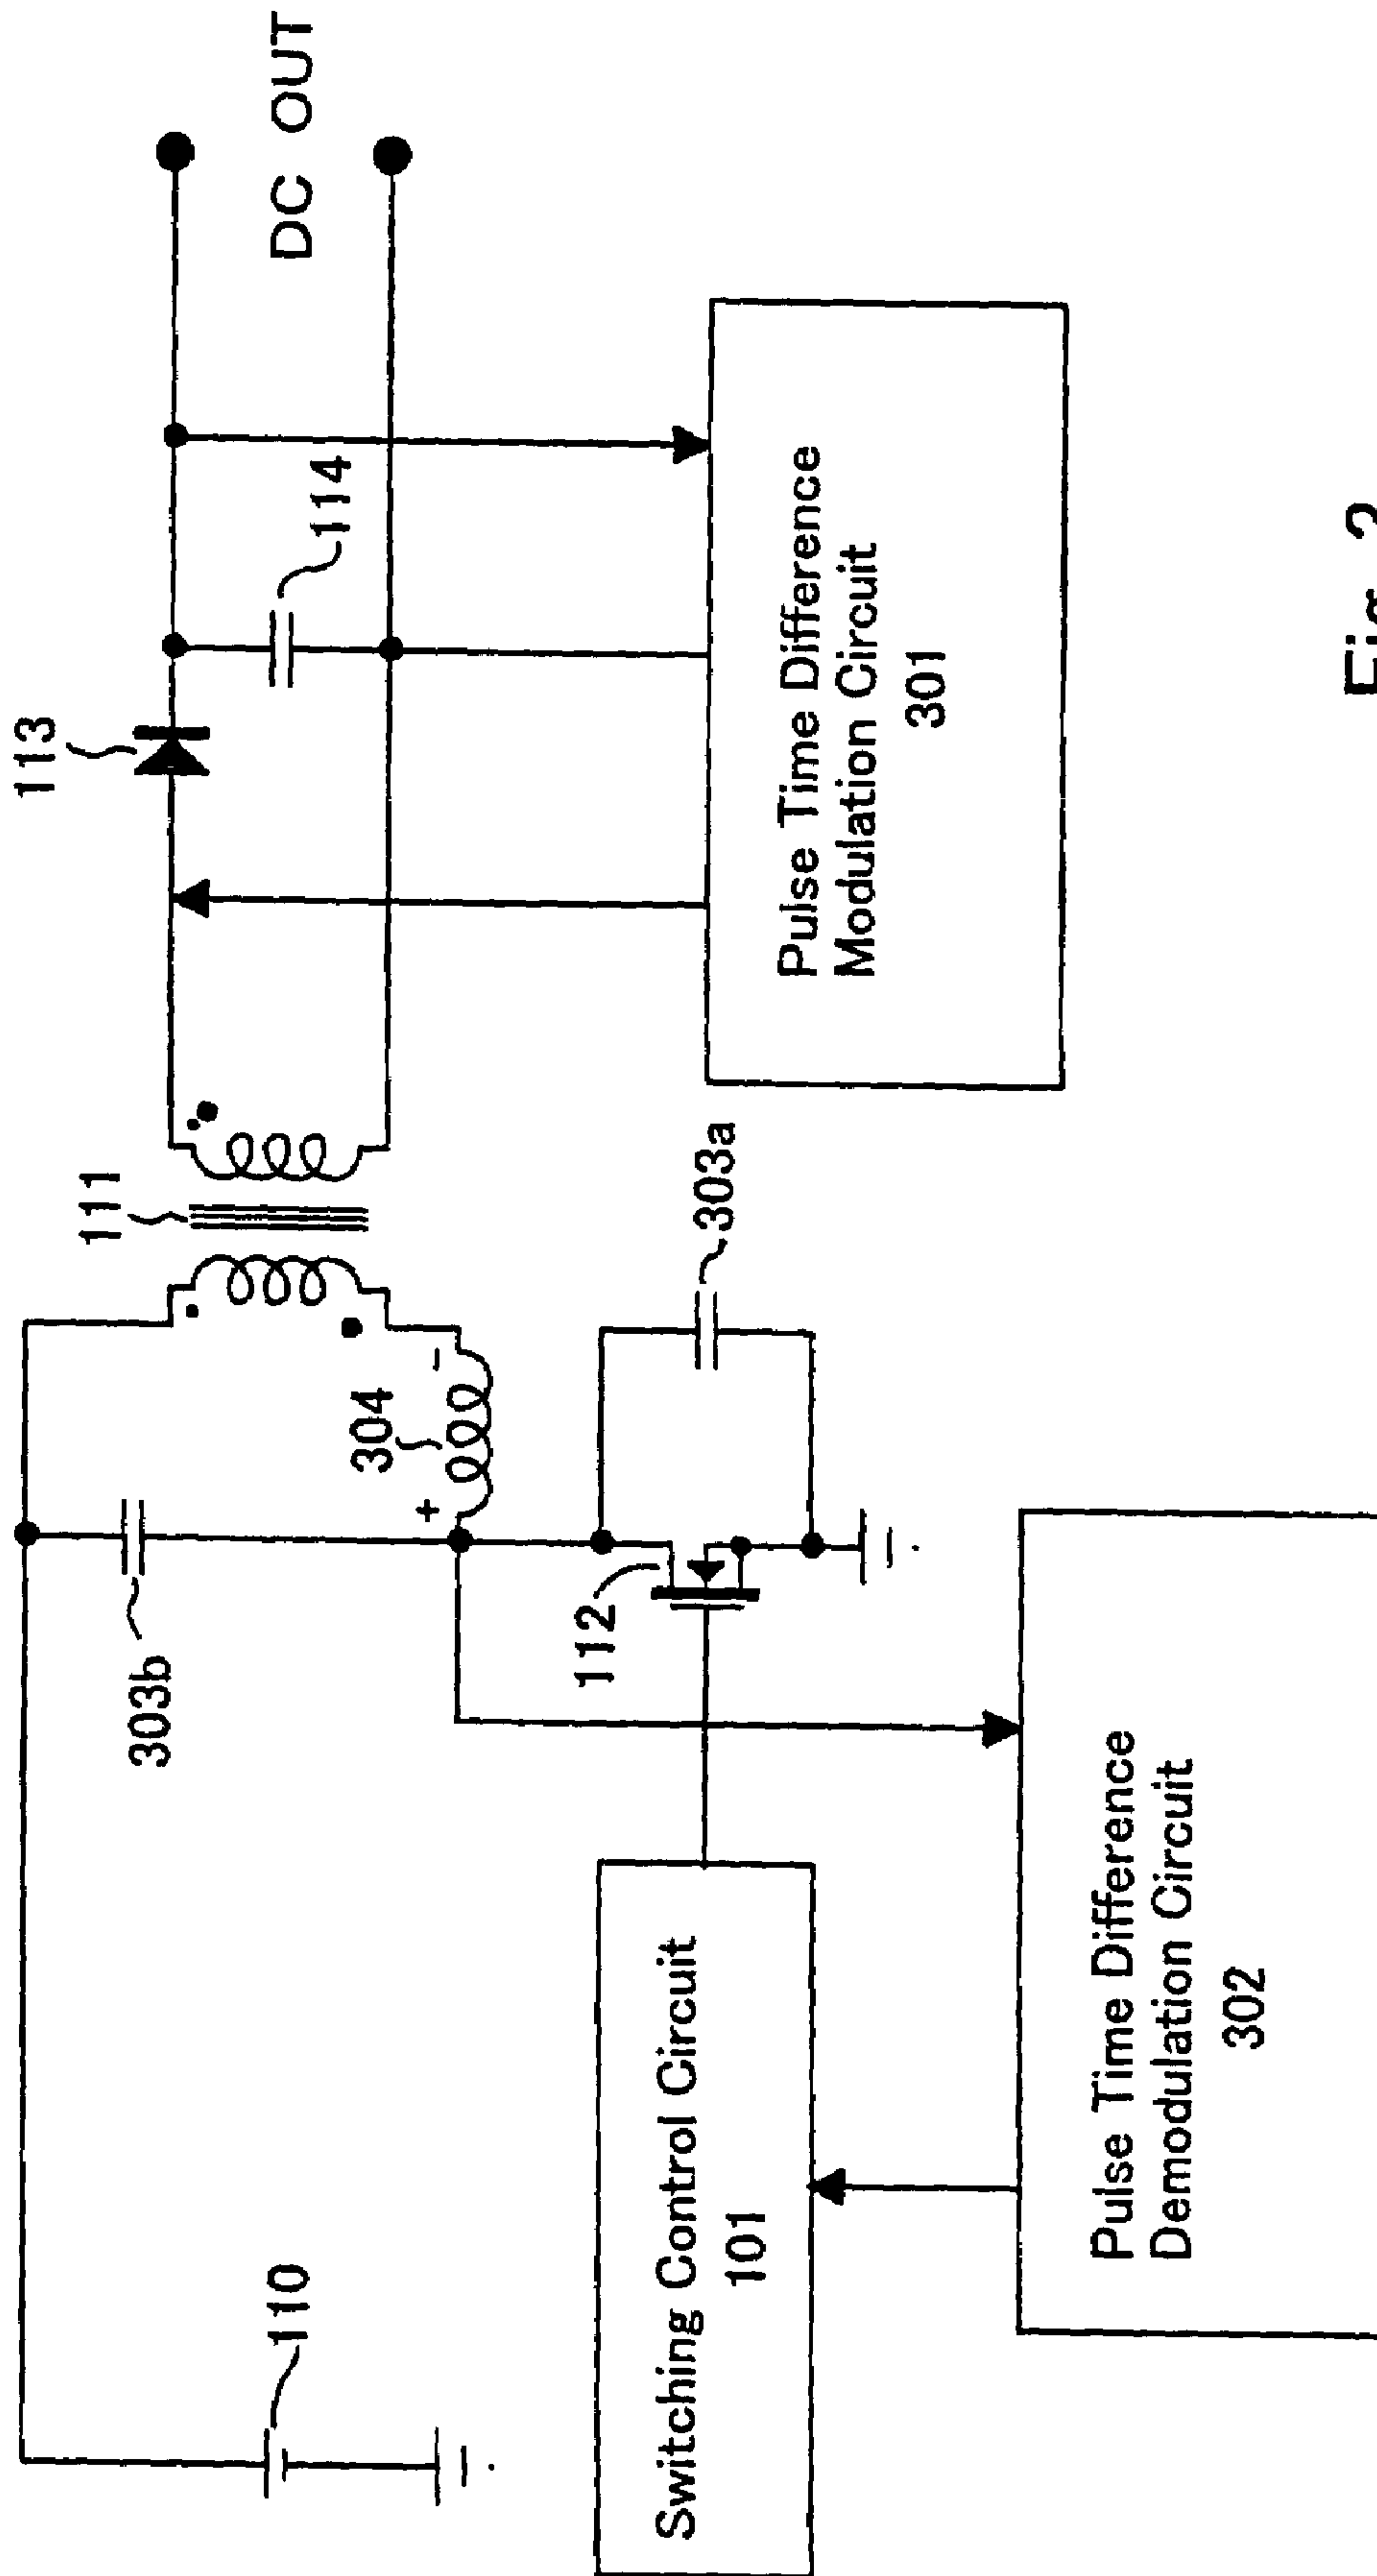 110
303b
304
+
-
111
113
114
DC OUT
112
303a
Switching Control Circuit
101
Pulse Time Difference
Demodulation Circuit
302
Pulse Time Difference
Modulation Circuit
301